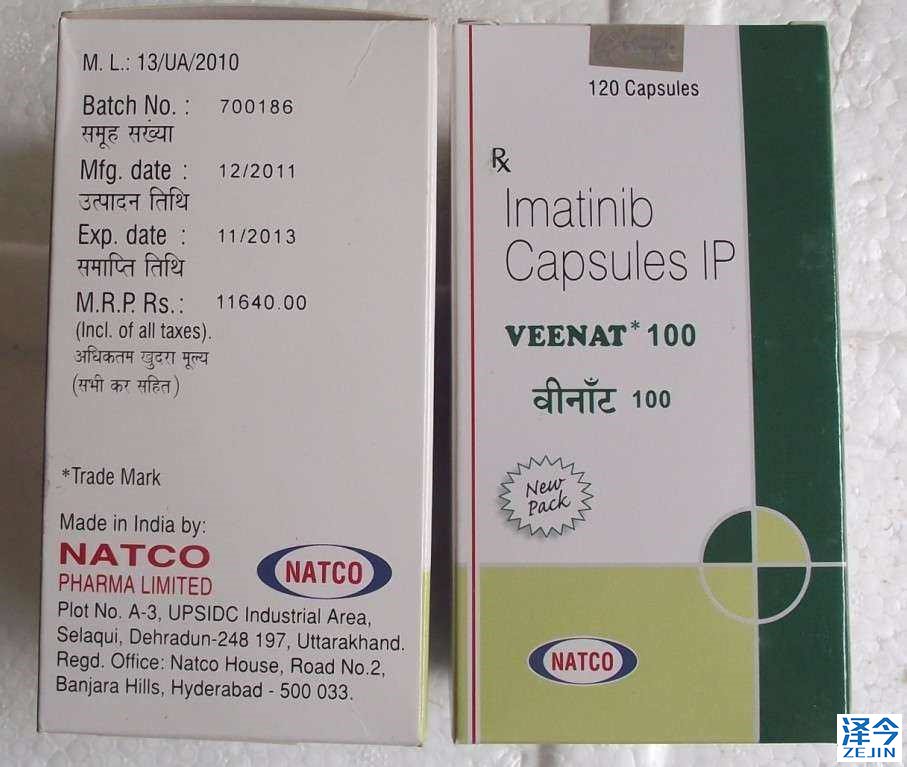 M. L.: 13/UA/2010
Batch No. : 700186
समूह सख्या
Mfg. date : 12/2011
उत्पादन तिथि
Exp. date : 11/2013
समाप्ति तिथि
M.R.P. Rs.: 11640.00
(Incl. of all taxes).
अधिकतम खुदरा मूल्य
(सभी कर सहित)
*Trade Mark
Made in India by:
NATCO
PHARMA LIMITED
NATCO
Plot No. A-3, UPSIDC Industrial Area,
Selaqui, Dehradun-248 197, Uttarakhand.
Regd. Office: Natco House, Road No.2,
Banjara Hills, Hyderabad - 500 033.
120 Capsules
Rx
Imatinib
Capsules IP
VEENAT* 100
वीनाँट 100
New
Pack
NATCO
泽今
ZEJIN